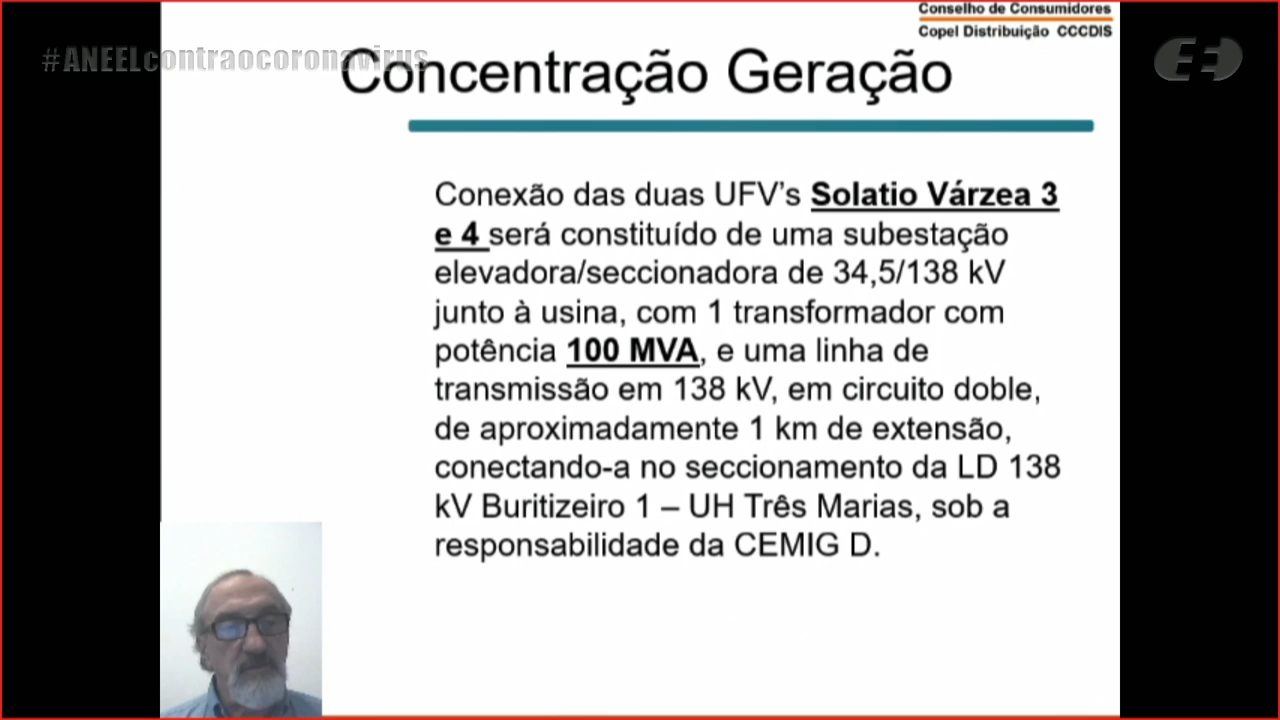 Conselho de Consumidores
Copel Distribuição CCCDIS
#ANEELcontraocoronavirus
Concentração Geração
Conexão das duas UFV's Solatio Várzea 3
e 4 será constituído de uma subestação
elevadora/seccionadora de 34,5/138 kV
junto à usina, com 1 transformador com
potência 100 MVA, e uma linha de
transmissão em 138 kV, em circuito doble,
de aproximadamente 1 km de extensão,
conectando-a no seccionamento da LD 138
kV Buritizeiro 1 – UH Três Marias, sob a
responsabilidade da CEMIG D.